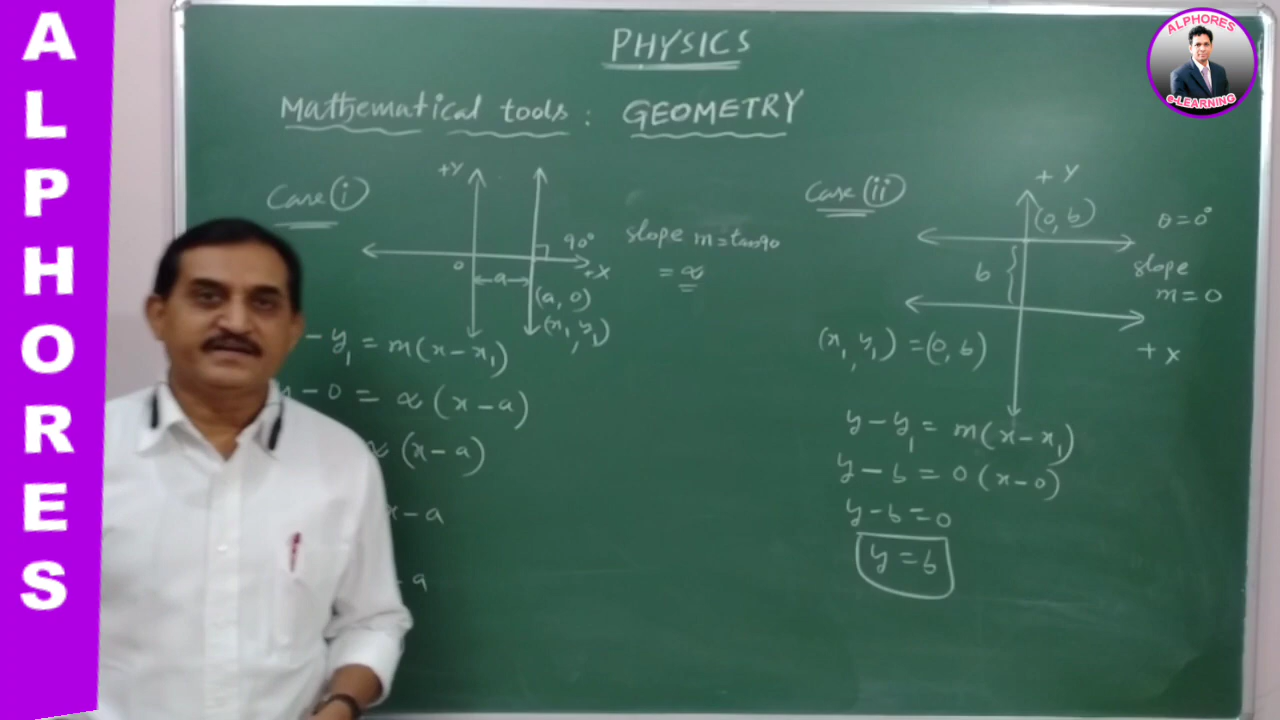 ALPHORES
ALPHORES
e-LEARNING
PHYSICS
Mathematical tools : GEOMETRY
Case (i)
+Y
90°
0
+X
a
(a, 0)
(x₁, y₁)
slope m = tan90
= ∝
- y₁ = m(x - x₁)
- 0 = ∝ (x - a)
∝ (x - a)
x - a
- a
Case (ii)
+ Y
(0, b)
θ = 0°
b
slope
m = 0
+ X
(x₁, y₁) = (0, b)
y - y₁ = m(x - x₁)
y - b = 0 (x - 0)
y - b = 0
y = b